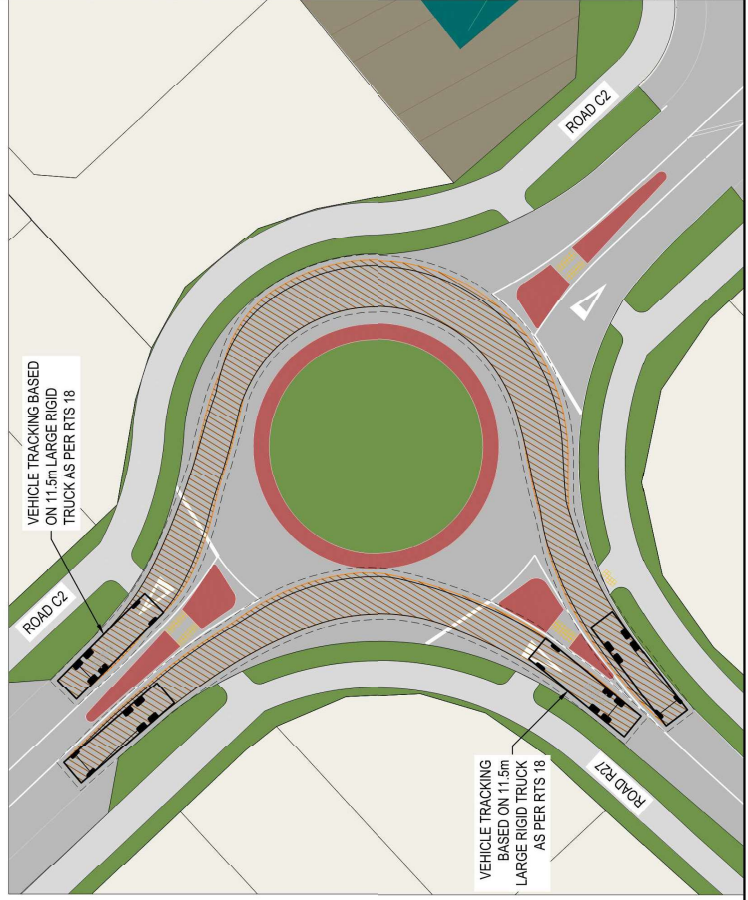 ROAD C2
VEHICLE TRACKING BASED
ON 11.5m LARGE RIGID
TRUCK AS PER RTS 18
ROAD C2
VEHICLE TRACKING
BASED ON 11.5m
LARGE RIGID TRUCK
AS PER RTS 18
ROAD R27